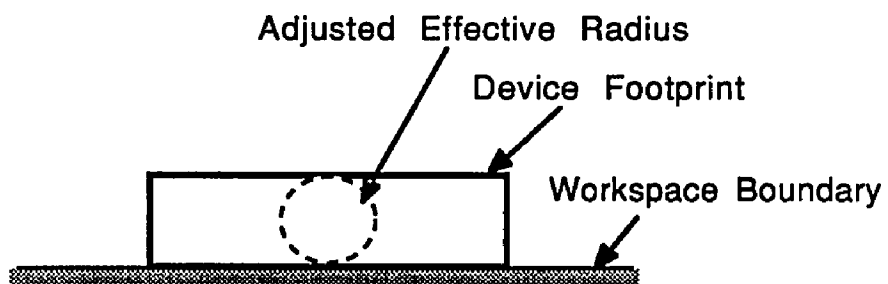 Adjusted Effective Radius
Device Footprint
Workspace Boundary